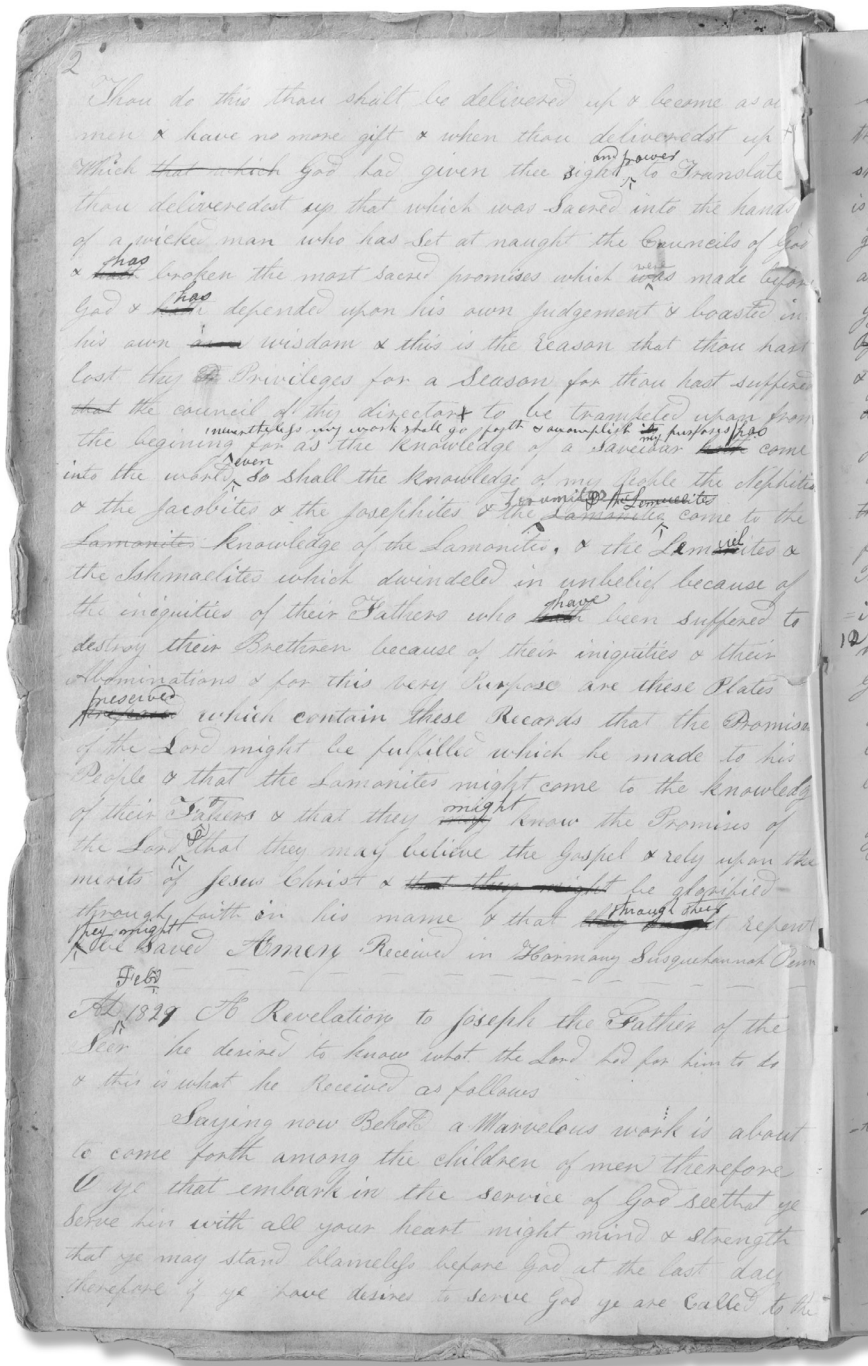 2
Thou do this thou shalt be delivered up & become as o
men & have no more gift & when thou deliveredst up t
Which that which God had given thee sight and power to Translate
thou deliveredst up that which was Sacred into the hands
of a wicked man who has Set at naught the Councils of God
& has broken the most Sacred promises which was were made before
God & hath has depended upon his own Judgement & boasted in
his own wisdom & this is the reason that thou hast
lost thy Privileges for a Season for thou hast suffered
that the council of thy directors to be trampeled upon from
the begining nevertheless my work shall go forth & accomplish my purposes for as the knowledge of a Saveiour hath has come
into the world even so shall the knowledge of my people the Nephites
& the Jacobites & the Josephites & the Zoramites & the Lemuelites Lamanites come to the
Lamanites knowledge of the Lamanites, & the Lemuelites &
the Ishmaelites which dwindeled in unbelief because of
the iniquities of their Fathers who hath have been suffered to
destroy their Brethren because of their iniquities & their
Abominations & for this very Purpose are these Plates
preserved which contain these Records that the Promises
of the Lord might be fulfilled which he made to his
People & that the Lamanites might come to the knowledg
of their Fathers & that they may might know the Promises of
the Lord & that they may believe the Gospel & rely upon the
merits of Jesus Christ & that they might be glorified
through faith in his name & that they might through their repent
they might be Saved Amen Received in Harmony Susquehannah Penn
Feb
AD 1829 A Revelation to Joseph the Father of the
Seer he desired to know what the Lord had for him to do
& this is what he Received as follows
Saying now Behold a Marvelous work is about
to come forth among the children of men therefore
O ye that embark in the service of God see that ye
Serve him with all your heart might mind & Strength
that ye may stand blameless before God at the last day
therefore if ye have desires to serve God ye are Called to the
12